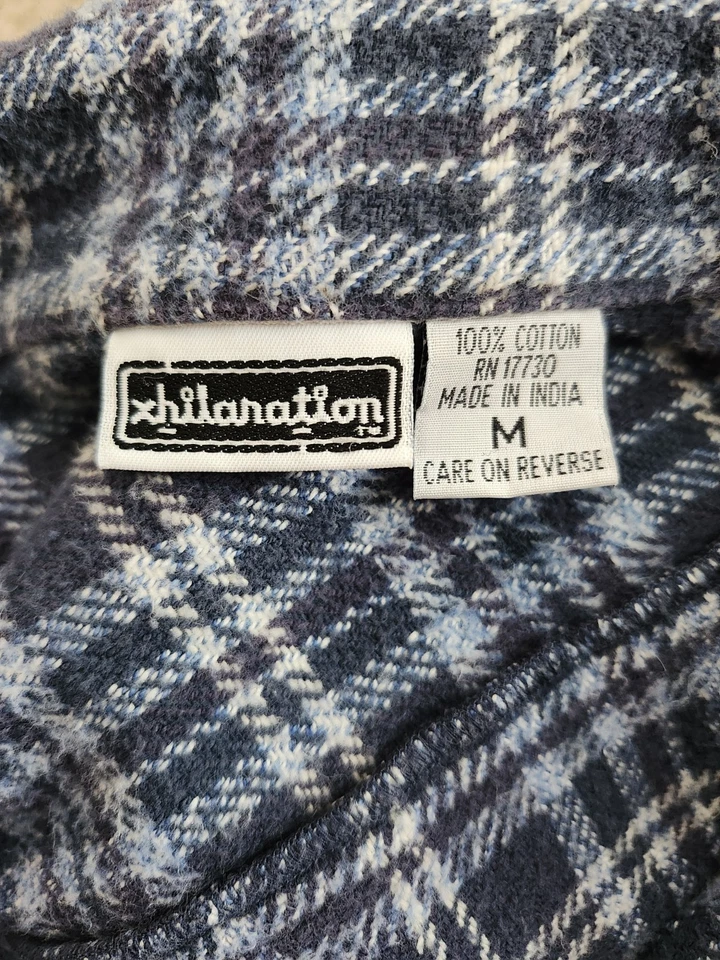 xhilaration
100% COTTON
RN 17730
MADE IN INDIA
M
CARE ON REVERSE